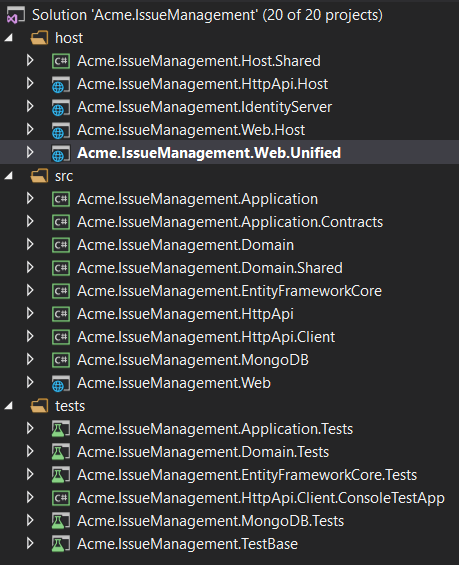 Solution 'Acme.IssueManagement' (20 of 20 projects)
host
C# Acme.IssueManagement.Host.Shared
Acme.IssueManagement.HttpApi.Host
Acme.IssueManagement.IdentityServer
Acme.IssueManagement.Web.Host
Acme.IssueManagement.Web.Unified
src
C# Acme.IssueManagement.Application
C# Acme.IssueManagement.Application.Contracts
C# Acme.IssueManagement.Domain
C# Acme.IssueManagement.Domain.Shared
C# Acme.IssueManagement.EntityFrameworkCore
C# Acme.IssueManagement.HttpApi
C# Acme.IssueManagement.HttpApi.Client
C# Acme.IssueManagement.MongoDB
Acme.IssueManagement.Web
tests
Acme.IssueManagement.Application.Tests
Acme.IssueManagement.Domain.Tests
Acme.IssueManagement.EntityFrameworkCore.Tests
C# Acme.IssueManagement.HttpApi.Client.ConsoleTestApp
Acme.IssueManagement.MongoDB.Tests
Acme.IssueManagement.TestBase